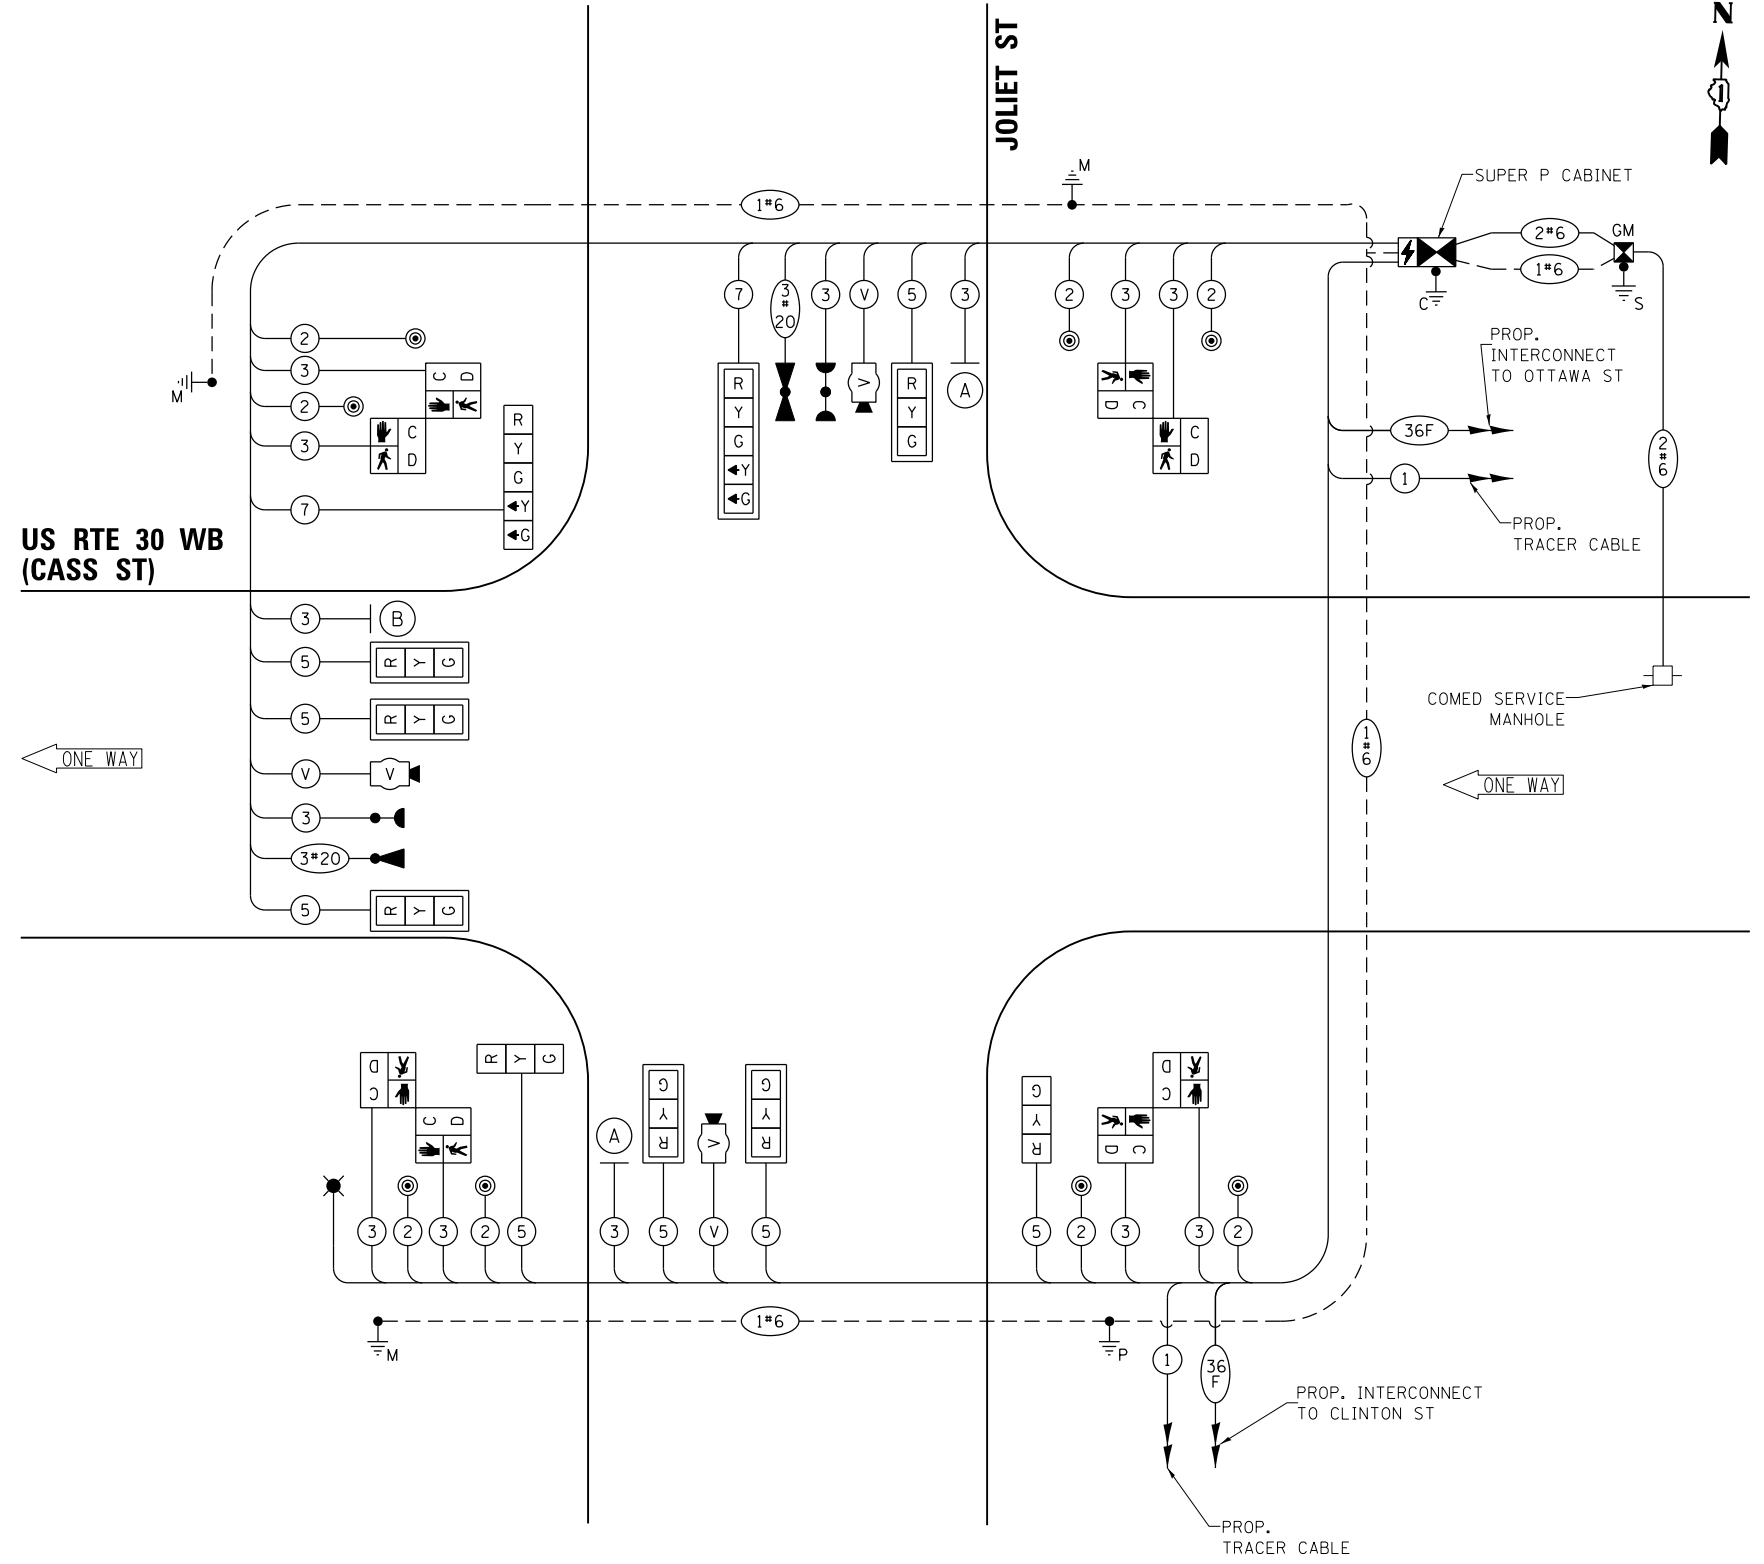 N
1
JOLIET ST
M
SUPER P CABINET
1#6
2#6
GM
1#6
C
S
7
3
#
20
3
V
5
3
2
3
3
2
PROP.
INTERCONNECT
TO OTTAWA ST
2
3
2
3
7
M
C D
C
D
R
Y
G
Y
G
R
Y
G
Y
G
V
R
Y
G
A
D C
C
D
36F
1
2
#
6
PROP.
TRACER CABLE
US RTE 30 WB
(CASS ST)
3
B
5
R Y G
5
R Y G
V
V
3
3#20
5
R Y G
ONE WAY
ONE WAY
COMED SERVICE
MANHOLE
1
#
6
D
C
C D
R Y G
A
G
Y
R
V
G
Y
R
G
Y
R
D
C
D C
3
2
3
2
5
3
5
V
5
5
2
3
3
2
M
1#6
P
1
36
F
PROP. INTERCONNECT
TO CLINTON ST
PROP.
TRACER CABLE